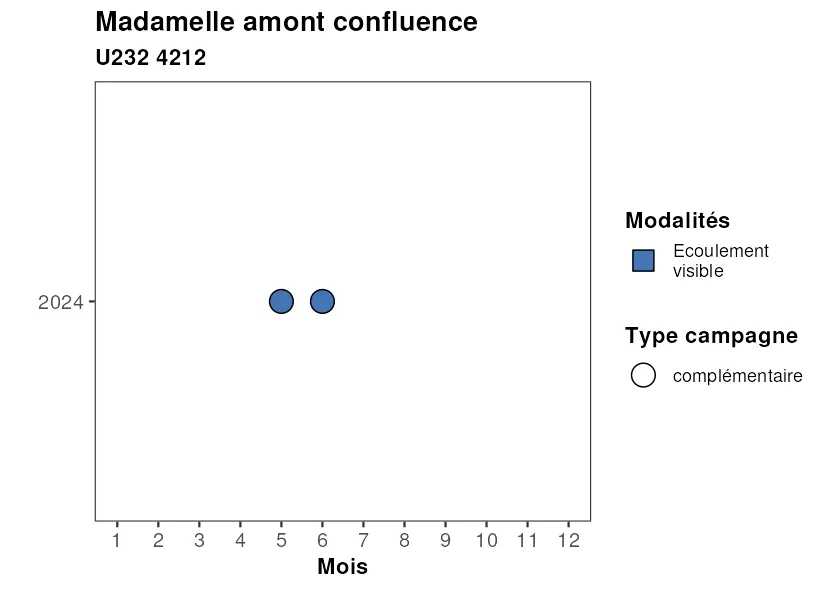 Madamelle amont confluence
U232 4212
2024
1 2 3 4 5 6 7 8 9 10 11 12
Mois
Modalités
Ecoulement
visible
Type campagne
complémentaire